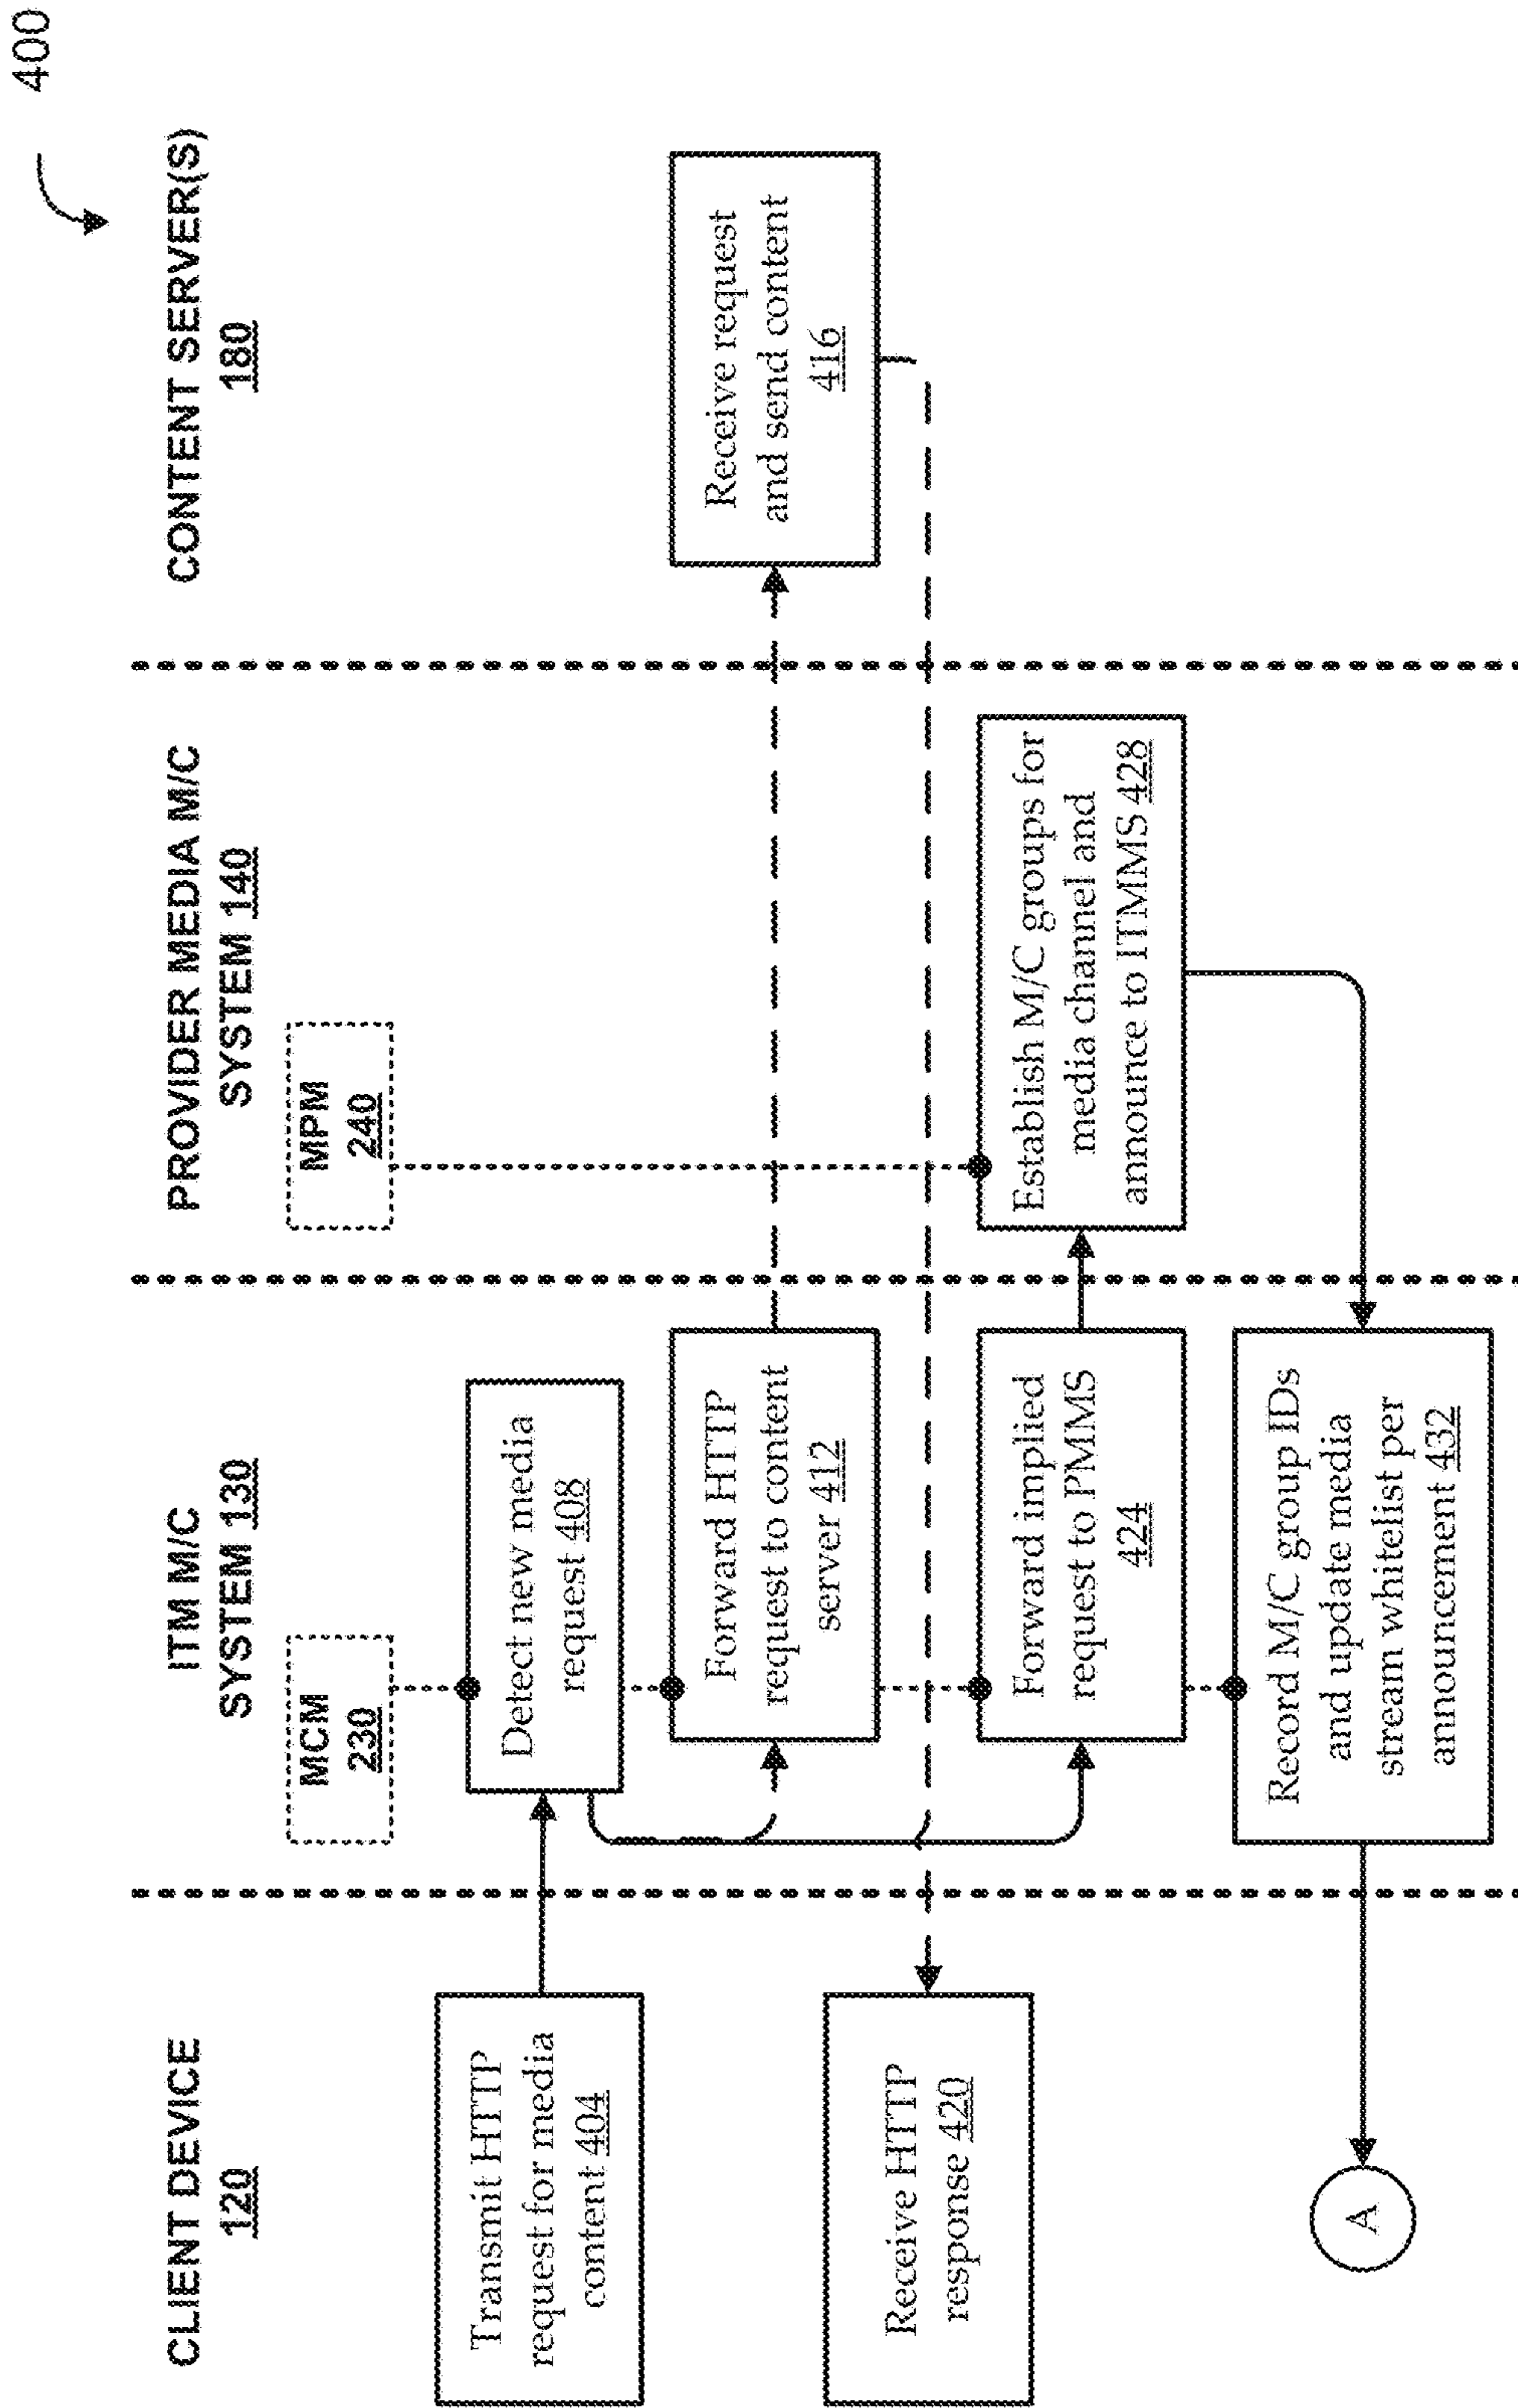 400
CLIENT DEVICE
120
ITM M/C
SYSTEM 130
PROVIDER MEDIA M/C
SYSTEM 140
CONTENT SERVER(S)
180
MCM
230
MPM
240
Transmit HTTP
request for media
content 404
Detect new media
request 408
Forward HTTP
request to content
server 412
Receive request
and send content
416
Receive HTTP
response 420
Forward implied
request to PMMS
424
Establish M/C groups for
media channel and
announce to ITMMS 428
Record M/C group IDs
and update media
stream whitelist per
announcement 432
A